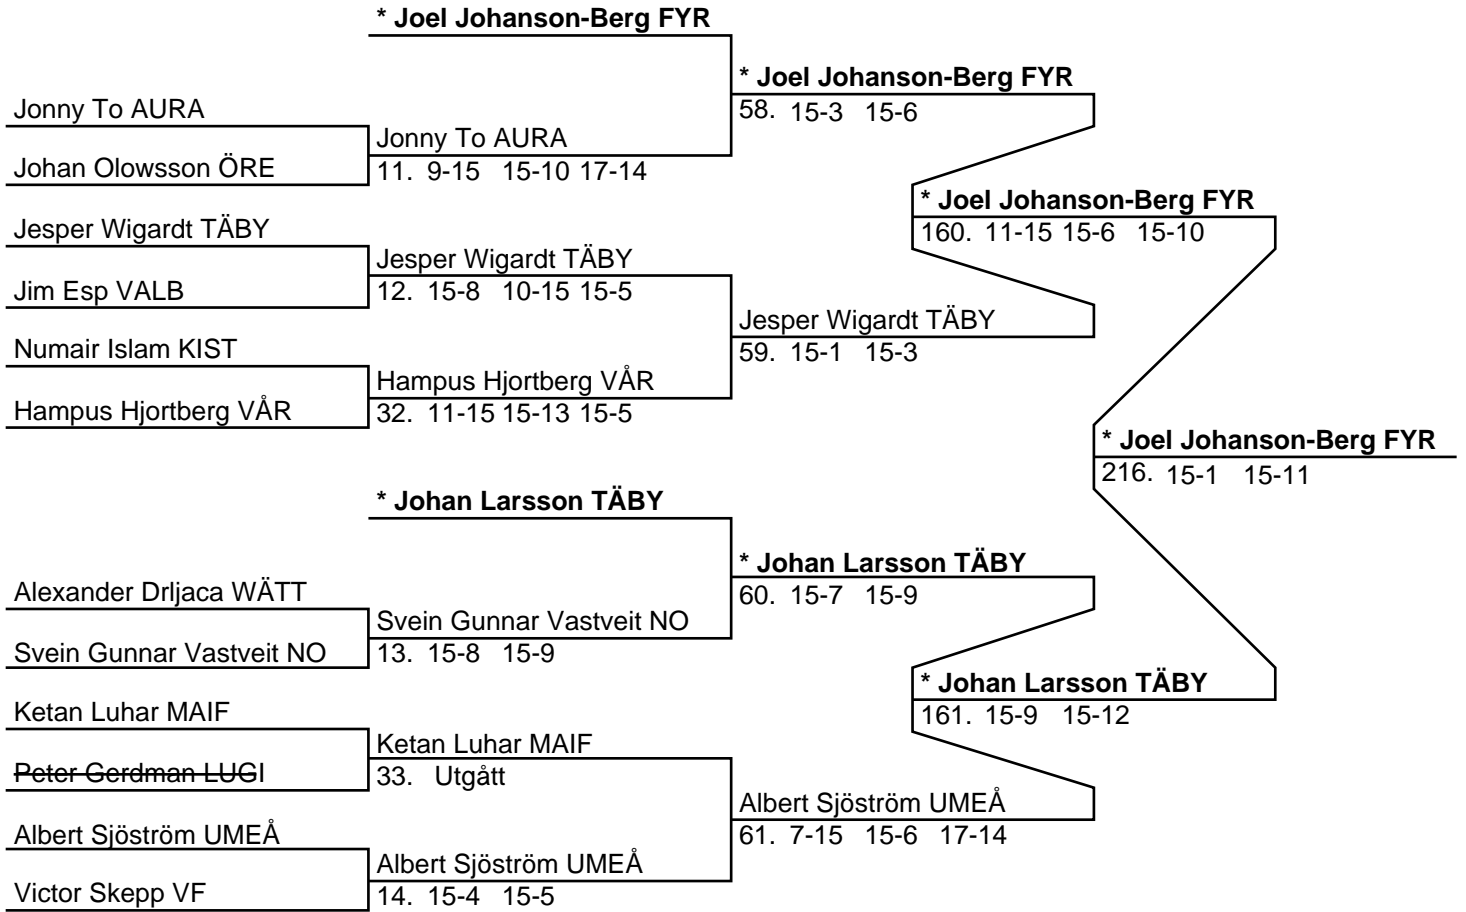 * Joel Johanson-Berg FYR
* Joel Johanson-Berg FYR
58. 15-3 15-6
Jonny To AURA
Jonny To AURA
11. 9-15 15-10 17-14
Johan Olowsson ÖRE
* Joel Johanson-Berg FYR
160. 11-15 15-6 15-10
Jesper Wigardt TÄBY
Jesper Wigardt TÄBY
12. 15-8 10-15 15-5
Jim Esp VALB
Jesper Wigardt TÄBY
59. 15-1 15-3
Numair Islam KIST
Hampus Hjortberg VÅR
32. 11-15 15-13 15-5
Hampus Hjortberg VÅR
* Joel Johanson-Berg FYR
216. 15-1 15-11
* Johan Larsson TÄBY
* Johan Larsson TÄBY
60. 15-7 15-9
Alexander Drljaca WÄTT
Svein Gunnar Vastveit NO
13. 15-8 15-9
Svein Gunnar Vastveit NO
* Johan Larsson TÄBY
161. 15-9 15-12
Ketan Luhar MAIF
Ketan Luhar MAIF
33. Utgått
Peter Gerdman LUGI
Albert Sjöström UMEÅ
61. 7-15 15-6 17-14
Albert Sjöström UMEÅ
Albert Sjöström UMEÅ
14. 15-4 15-5
Victor Skepp VF